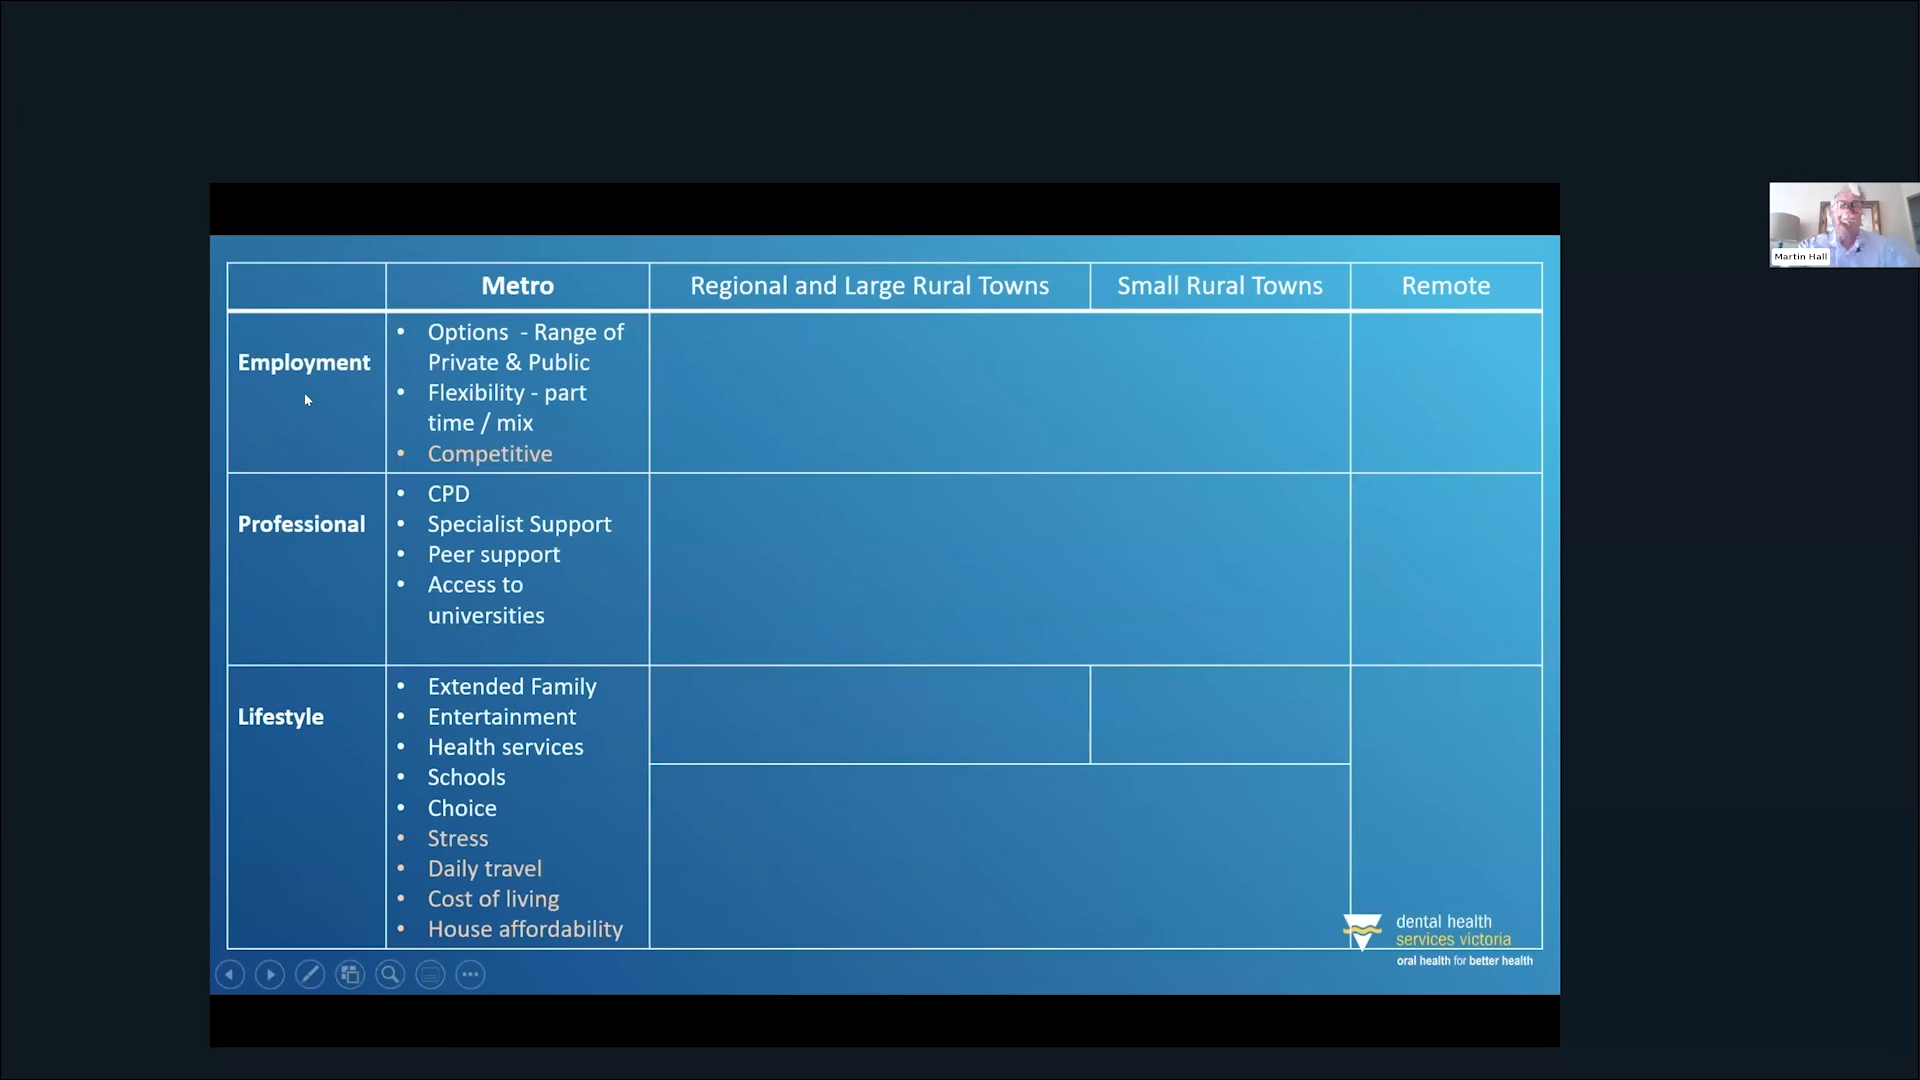 Metro
Regional and Large Rural Towns
Small Rural Towns
Remote
Employment
• Options - Range of
Private & Public
• Flexibility - part
time / mix
• Competitive
Professional
• CPD
• Specialist Support
• Peer support
• Access to
universities
Lifestyle
• Extended Family
• Entertainment
• Health services
• Schools
• Choice
• Stress
• Daily travel
• Cost of living
• House affordability
dental health
services victoria
oral health for better health
Martin Hall